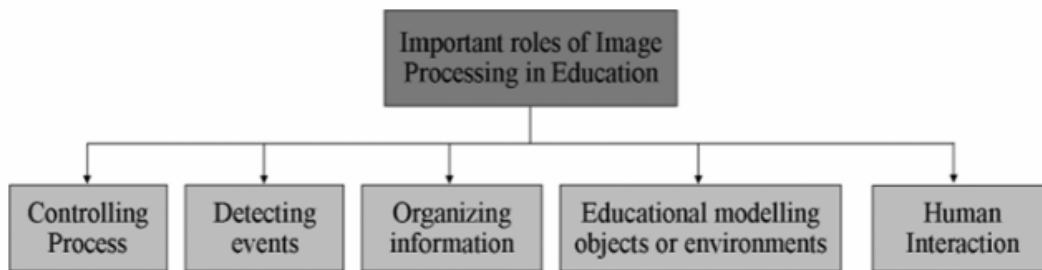 Important roles of Image
Processing in Education
Controlling
Process
Detecting
events
Organizing
information
Educational modelling
objects or environments
Human
Interaction